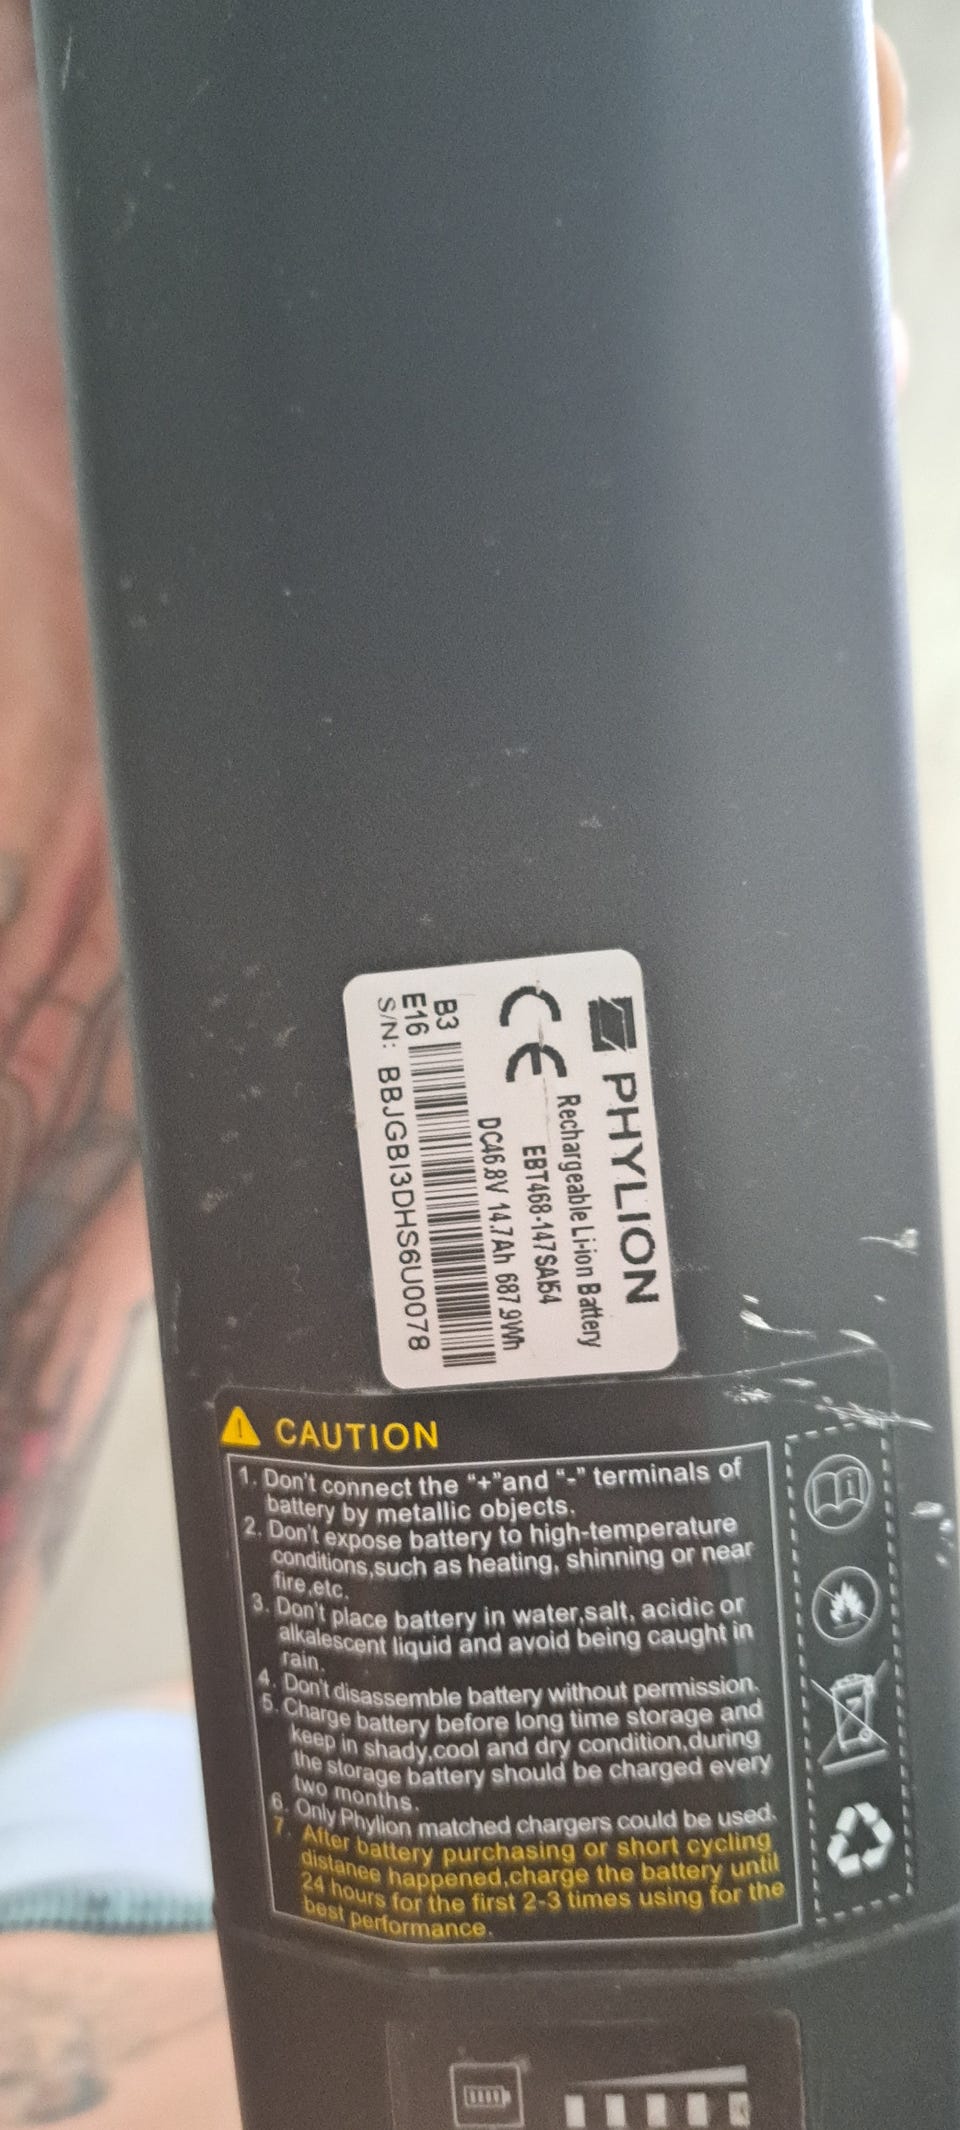 PHYLION
Rechargeable Li-ion Battery
CE EBT468-147SAI54
DC46.8V 14.7Ah 687.9Wh
B3
E16
S/N: BBJGBI3DHS6U0078
CAUTION
1. Don't connect the "+"and "-" terminals of
battery by metallic objects.
2. Don't expose battery to high-temperature
conditions,such as heating, shinning or near
fire,etc.
3. Don't place battery in water,salt, acidic or
alkalescent liquid and avoid being caught in
rain.
4. Don't disassemble battery without permission.
5. Charge battery before long time storage and
keep in shady,cool and dry condition,during
the storage battery should be charged every
two months.
6. Only Phylion matched chargers could be used.
7. After battery purchasing or short cycling
distance happened,charge the battery until
24 hours for the first 2-3 times using for the
best performance.